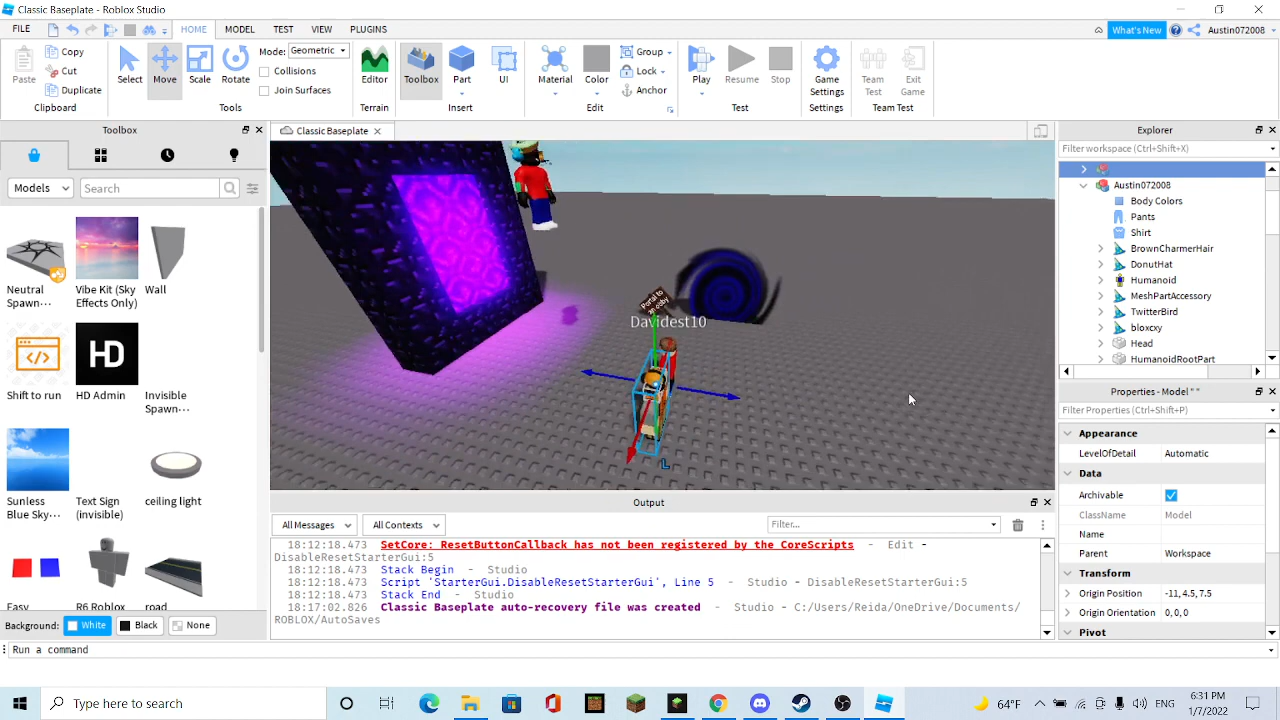 Classic Baseplate - Roblox Studio
FILE
HOME
MODEL
TEST
VIEW
PLUGINS
What's New
Austin072008
Paste
Copy
Cut
Duplicate
Clipboard
Select
Move
Scale
Rotate
Mode: Geometric
Collisions
Join Surfaces
Tools
Editor
Terrain
Toolbox
Part
UI
Insert
Material
Color
Group
Lock
Anchor
Edit
Play
Resume
Stop
Test
Game Settings
Settings
Team Test
Exit Game
Team Test
Toolbox
Models
Search
Neutral Spawn···
Vibe Kit (Sky Effects Only)
Wall
Shift to run
HD
HD Admin
Invisible Spawn···
Sunless Blue Sky···
Text Sign (invisible)
ceiling light
Easy
R6 Roblox
road
Background:
White
Black
None
Classic Baseplate
Portal to
Davidest10
L
Output
All Messages
All Contexts
Filter...
18:12:18.473 SetCore: ResetButtonCallback has not been registered by the CoreScripts - Edit -
DisableResetStarterGui:5
18:12:18.473 Stack Begin - Studio
18:12:18.473 Script 'StarterGui.DisableResetStarterGui', Line 5 - Studio - DisableResetStarterGui:5
18:12:18.473 Stack End - Studio
18:17:02.826 Classic Baseplate auto-recovery file was created - Studio - C:/Users/Reida/OneDrive/Documents/
ROBLOX/AutoSaves
Run a command
Explorer
Filter workspace (Ctrl+Shift+X)
Austin072008
Body Colors
Pants
Shirt
BrownCharmerHair
DonutHat
Humanoid
MeshPartAccessory
TwitterBird
bloxcxy
Head
HumanoidRootPart
Properties - Model " "
Filter Properties (Ctrl+Shift+P)
Appearance
LevelOfDetail Automatic
Data
Archivable
ClassName Model
Name
Parent Workspace
Transform
Origin Position -11, 4.5, 7.5
Origin Orientation 0, 0, 0
Pivot
Type here to search
64°F
ENG
6:31 PM
1/7/2022